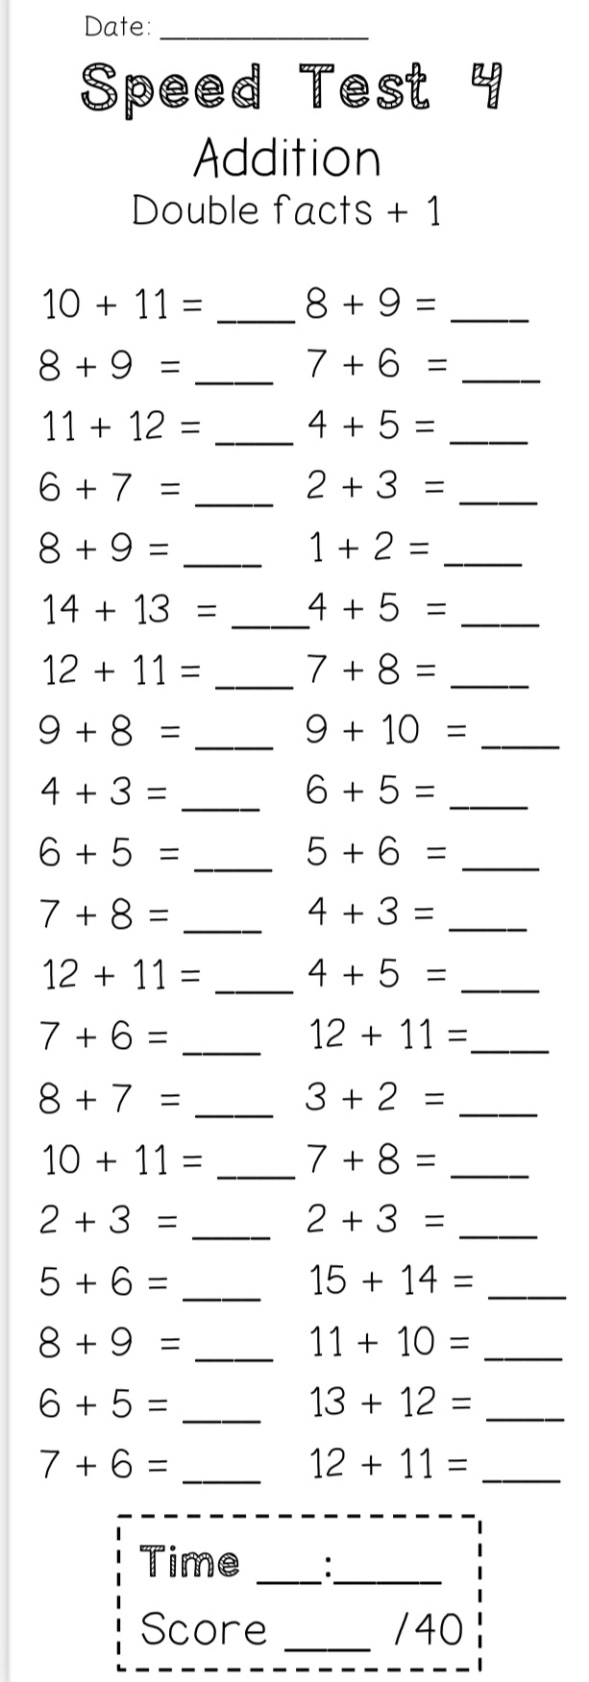 Date: ____________
Speed Test 4
Addition
Double facts + 1
10 + 11 = ____ 8 + 9 = ____
8 + 9 = ____ 7 + 6 = ____
11 + 12 = ____ 4 + 5 = ____
6 + 7 = ____ 2 + 3 = ____
8 + 9 = ____ 1 + 2 = ____
14 + 13 = ____ 4 + 5 = ____
12 + 11 = ____ 7 + 8 = ____
9 + 8 = ____ 9 + 10 = ____
4 + 3 = ____ 6 + 5 = ____
6 + 5 = ____ 5 + 6 = ____
7 + 8 = ____ 4 + 3 = ____
12 + 11 = ____ 4 + 5 = ____
7 + 6 = ____ 12 + 11 = ____
8 + 7 = ____ 3 + 2 = ____
10 + 11 = ____ 7 + 8 = ____
2 + 3 = ____ 2 + 3 = ____
5 + 6 = ____ 15 + 14 = ____
8 + 9 = ____ 11 + 10 = ____
6 + 5 = ____ 13 + 12 = ____
7 + 6 = ____ 12 + 11 = ____
Time ___:_____
Score ____ /40